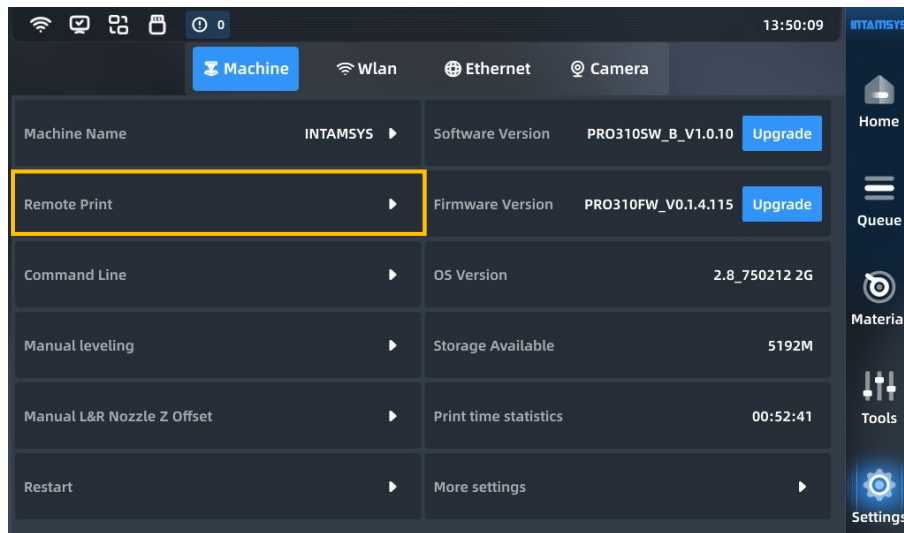 0 13:50:09 INTAMSYS
Machine Wlan Ethernet Camera
Home
Machine Name INTAMSYS Software Version PRO310SW_B_V1.0.10 Upgrade
Remote Print Firmware Version PRO310FW_V0.1.4.115 Upgrade
Queue
Command Line OS Version 2.8_750212 2G
Materia
Manual leveling Storage Available 5192M
Manual L&R Nozzle Z Offset Print time statistics 00:52:41
Tools
Restart More settings
Settings